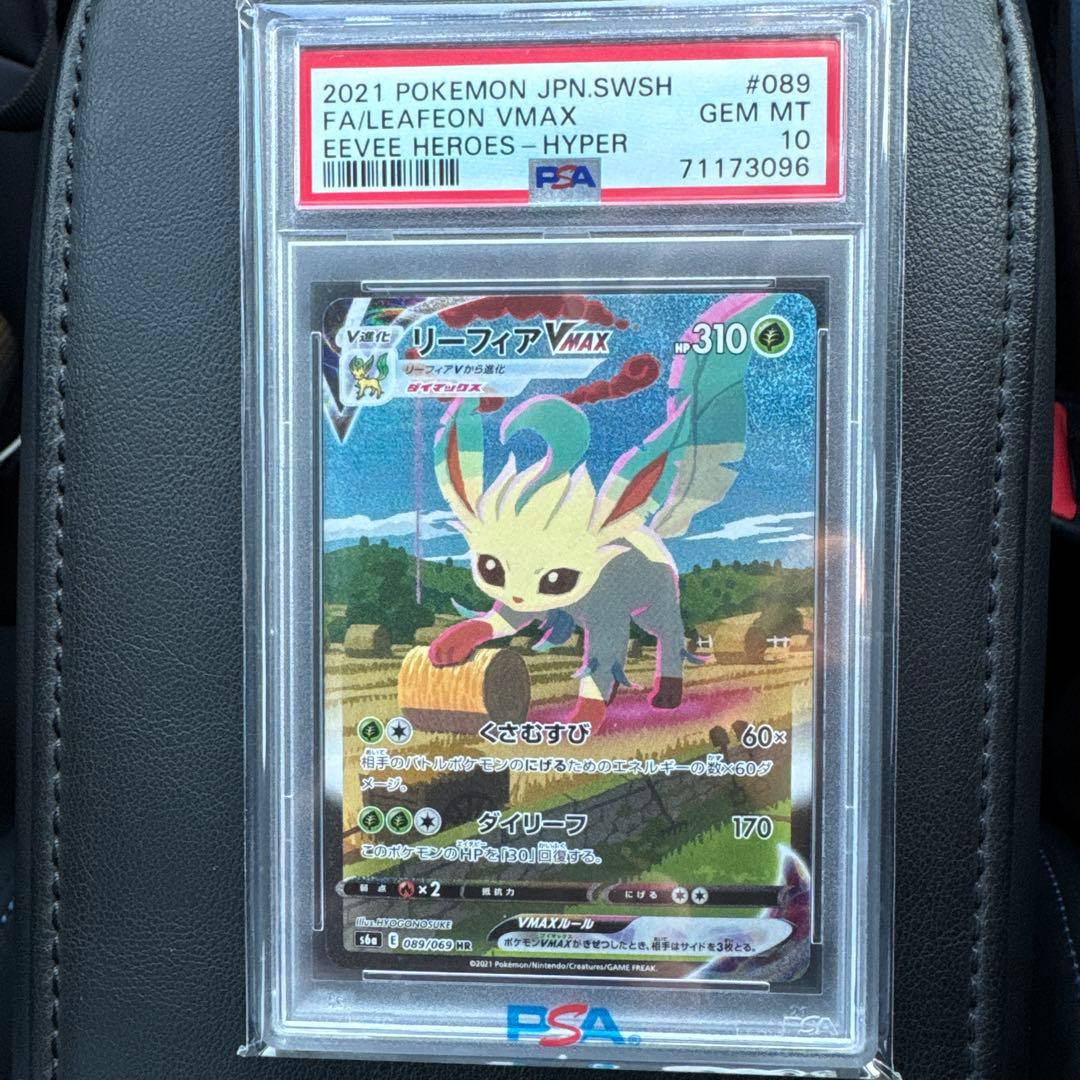 2021 POKEMON JPN.SWSH #089
FA/LEAFEON VMAX GEM MT
EEVEE HEROES-HYPER 10
PSA 71173096
V進化 リーフィアVMAX HP310
リーフィアVから進化
ダイマックス
くさむすび 60×
相手のバトルポケモンのにげるためのエネルギーの数×60ダ
メージ。
ダイリーフ 170
このポケモンのHPを「30」回復する。
弱点 ×2 抵抗力 にげる
illus. HYOGONOSUKE VMAXルール
s6a E 089/069 HR ポケモンVMAXがきぜつしたとき、相手はサイドを3枚とる。
©2021 Pokémon/Nintendo/Creatures/GAME FREAK.
PSA
PSA